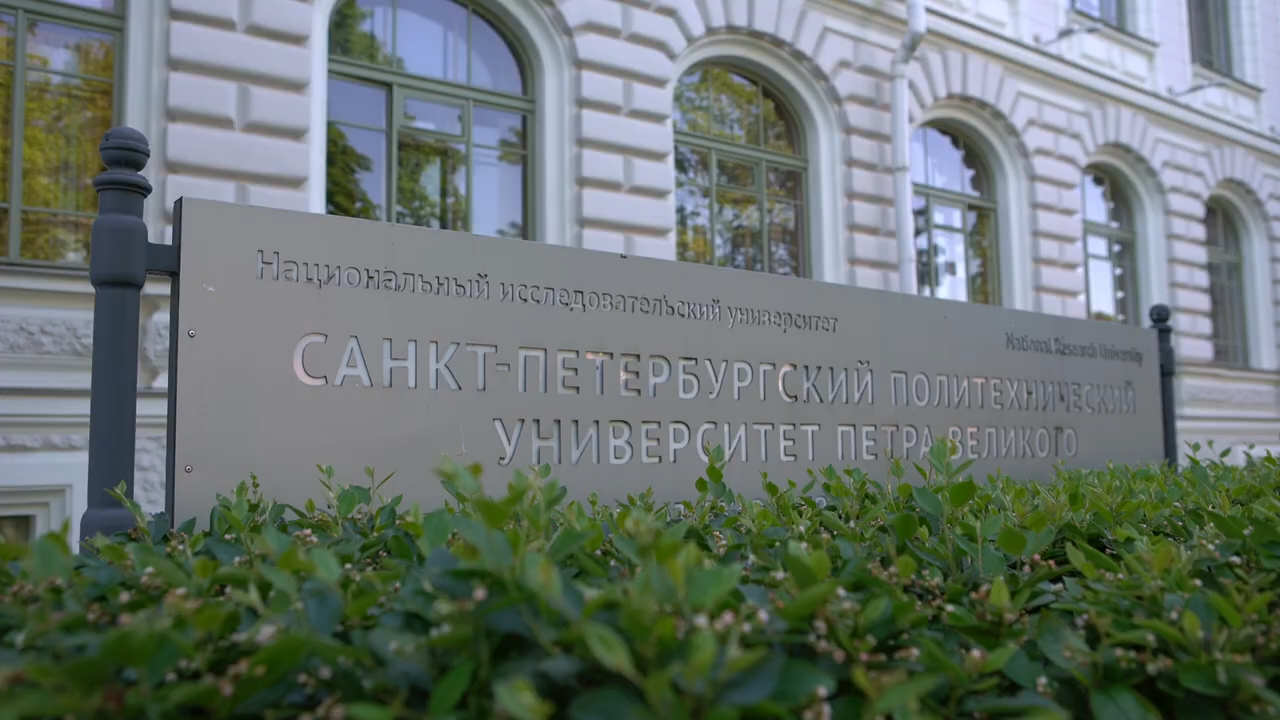 Национальный исследовательский университет
National Research University
САНКТ-ПЕТЕРБУРГСКИЙ ПОЛИТЕХНИЧЕСКИЙ
УНИВЕРСИТЕТ ПЕТРА ВЕЛИКОГО